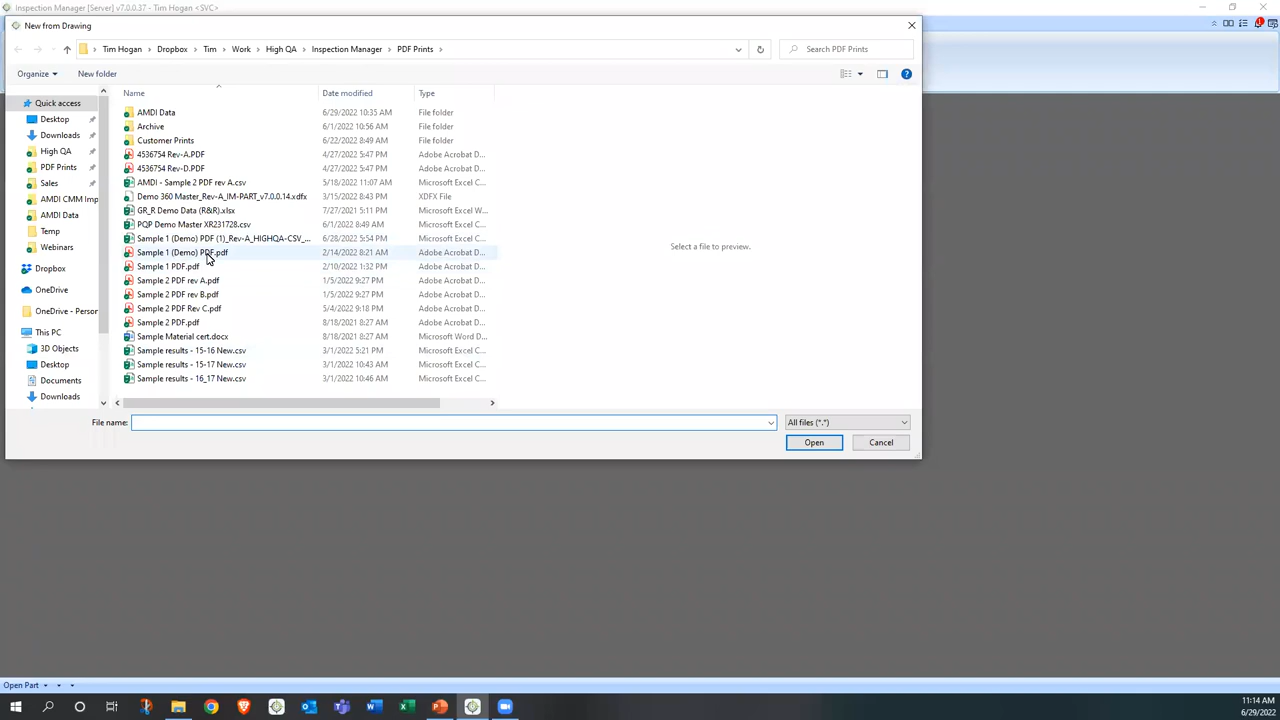 Inspection Manager [Server] v7.0.0.37 - Tim Hogan <SVC>
New from Drawing
Tim Hogan > Dropbox > Tim > Work > High QA > Inspection Manager > PDF Prints >
Search PDF Prints
Organize
New folder
Name Date modified Type
Quick access
Desktop
Downloads
High QA
PDF Prints
Sales
AMDI CMM Imp
AMDI Data
Temp
Webinars
Dropbox
OneDrive
OneDrive - Person
This PC
3D Objects
Desktop
Documents
Downloads
AMDI Data 6/29/2022 10:35 AM File folder
Archive 6/1/2022 10:56 AM File folder
Customer Prints 6/22/2022 8:49 AM File folder
4536754 Rev-A.PDF 4/27/2022 5:47 PM Adobe Acrobat D...
4536754 Rev-D.PDF 4/27/2022 5:47 PM Adobe Acrobat D...
AMDI - Sample 2 PDF rev A.csv 5/18/2022 11:07 AM Microsoft Excel C...
Demo 360 Master_Rev-A_IM-PART_v7.0.0.14.xdfx 3/15/2022 8:43 PM XDFX File
GR_R Demo Data (R&R).xlsx 7/27/2021 5:11 PM Microsoft Excel W...
PQP Demo Master XR231728.csv 6/1/2022 8:49 AM Microsoft Excel C...
Sample 1 (Demo) PDF (1)_Rev-A_HIGHQA-CSV_... 6/28/2022 5:54 PM Microsoft Excel C...
Sample 1 (Demo) PDF.pdf 2/14/2022 8:21 AM Adobe Acrobat D...
Sample 1 PDF.pdf 2/10/2022 1:32 PM Adobe Acrobat D...
Sample 2 PDF rev A.pdf 1/5/2022 9:27 PM Adobe Acrobat D...
Sample 2 PDF rev B.pdf 1/5/2022 9:27 PM Adobe Acrobat D...
Sample 2 PDF Rev C.pdf 5/4/2022 9:18 PM Adobe Acrobat D...
Sample 2 PDF.pdf 8/18/2021 8:27 AM Adobe Acrobat D...
Sample Material cert.docx 8/18/2021 8:27 AM Microsoft Word D...
Sample results - 15-16 New.csv 3/1/2022 5:21 PM Microsoft Excel C...
Sample results - 15-17 New.csv 3/1/2022 10:43 AM Microsoft Excel C...
Sample results - 16_17 New.csv 3/1/2022 10:46 AM Microsoft Excel C...
Select a file to preview.
File name:
All files (*.*)
Open
Cancel
Open Part
11:14 AM
6/29/2022